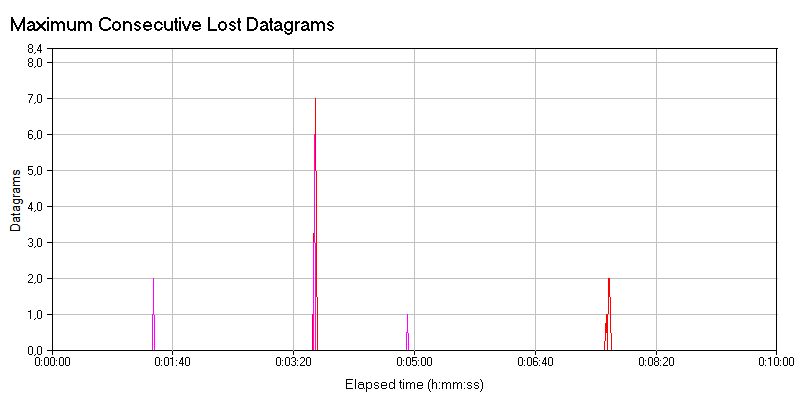 Maximum Consecutive Lost Datagrams
8,4
8,0
7,0
6,0
5,0
4,0
3,0
2,0
1,0
0,0
Datagrams
0:00:00 0:01:40 0:03:20 0:05:00 0:06:40 0:08:20 0:10:00
Elapsed time (h:mm:ss)